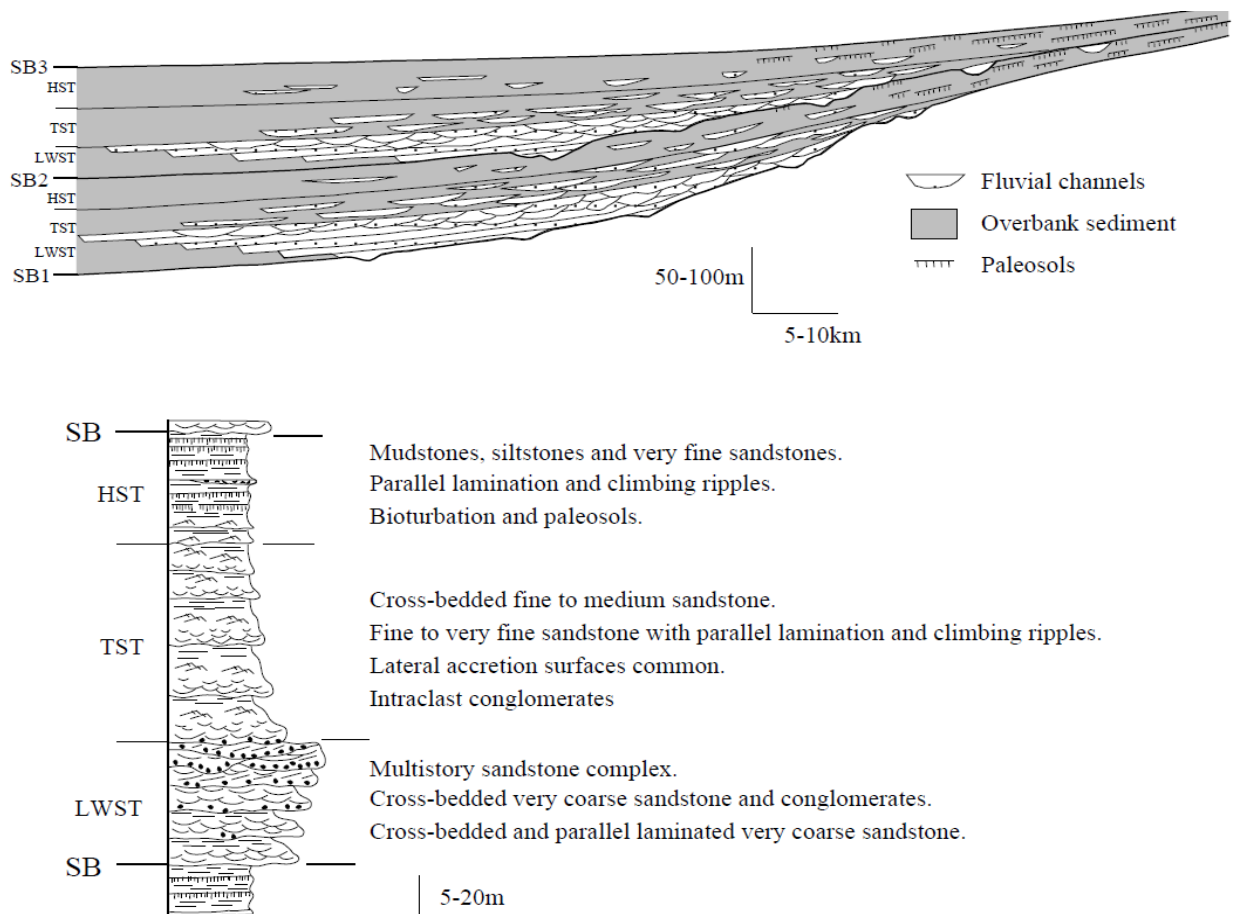 SB3
HST
TST
LWST
SB2
HST
TST
LWST
SB1
Fluvial channels
Overbank sediment
Paleosols
50-100m
5-10km
SB
HST
Mudstones, siltstones and very fine sandstones.
Parallel lamination and climbing ripples.
Bioturbation and paleosols.
TST
Cross-bedded fine to medium sandstone.
Fine to very fine sandstone with parallel lamination and climbing ripples.
Lateral accretion surfaces common.
Intraclast conglomerates
LWST
Multistory sandstone complex.
Cross-bedded very coarse sandstone and conglomerates.
Cross-bedded and parallel laminated very coarse sandstone.
SB
5-20m